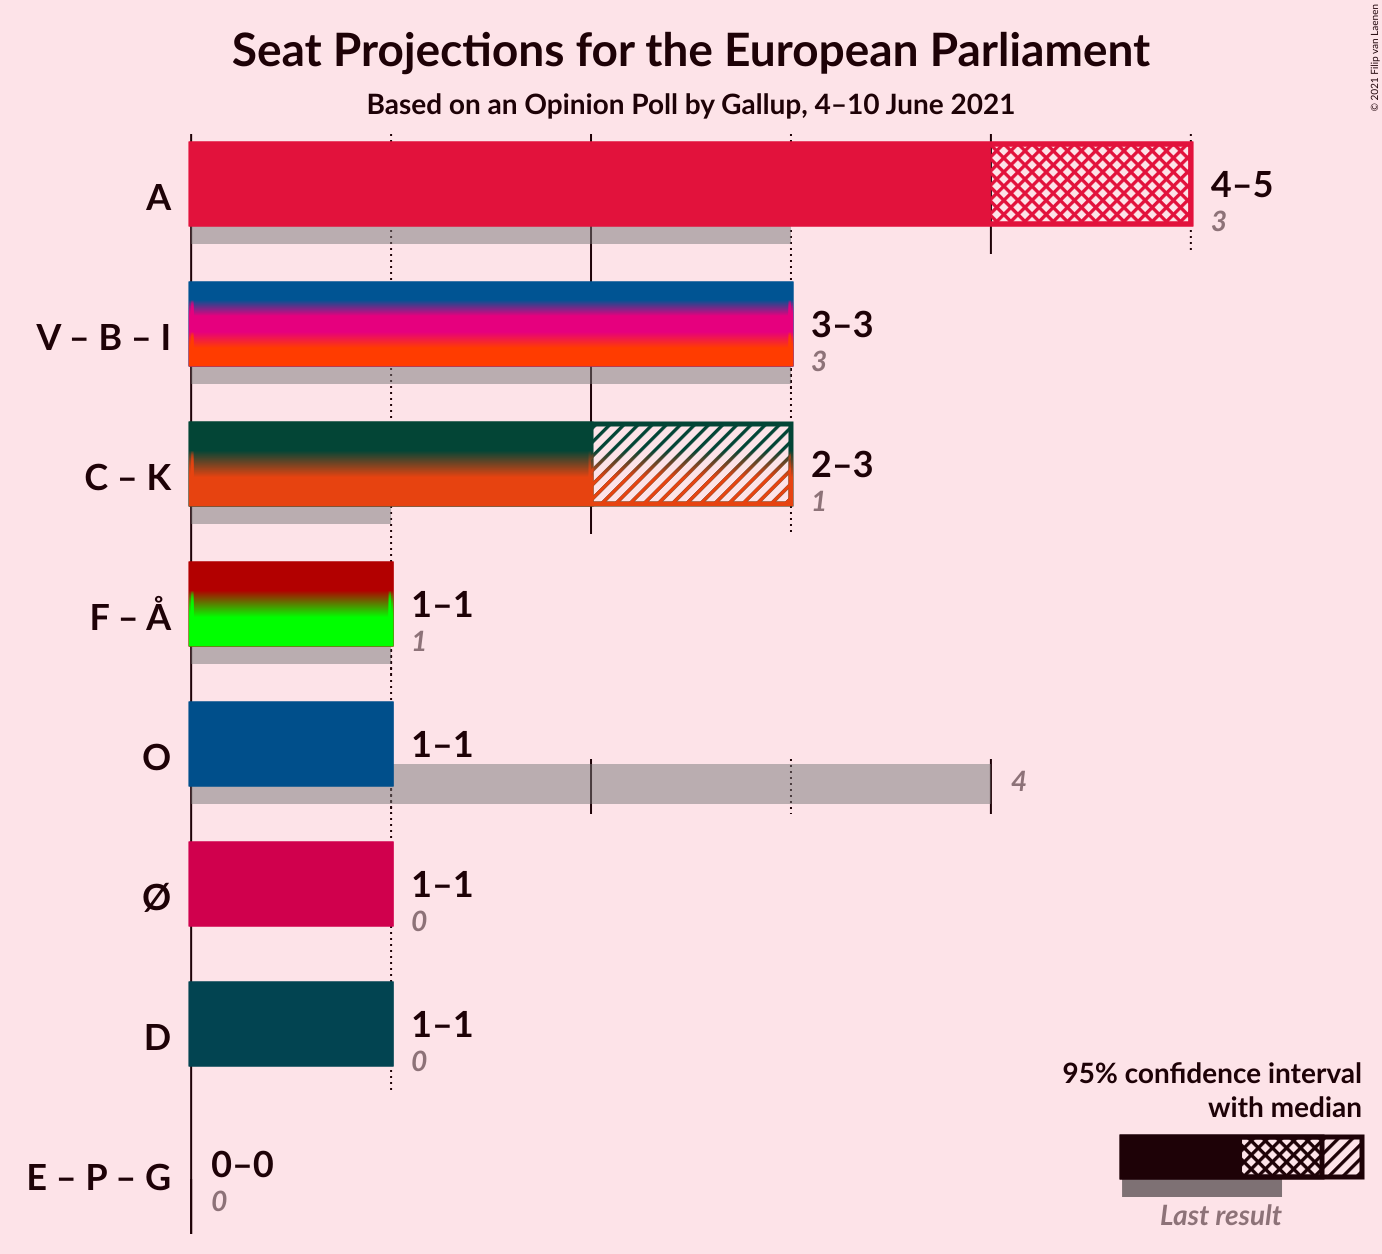 Seat Projections for the European Parliament
Based on an Opinion Poll by Gallup, 4–10 June 2021
© 2021 Filip van Laenen
A
4–5
3
V – B – I
3–3
3
C – K
2–3
1
F – Å
1–1
1
O
1–1
4
Ø
1–1
0
D
1–1
0
E – P – G
0–0
0
95% confidence interval
with median
Last result